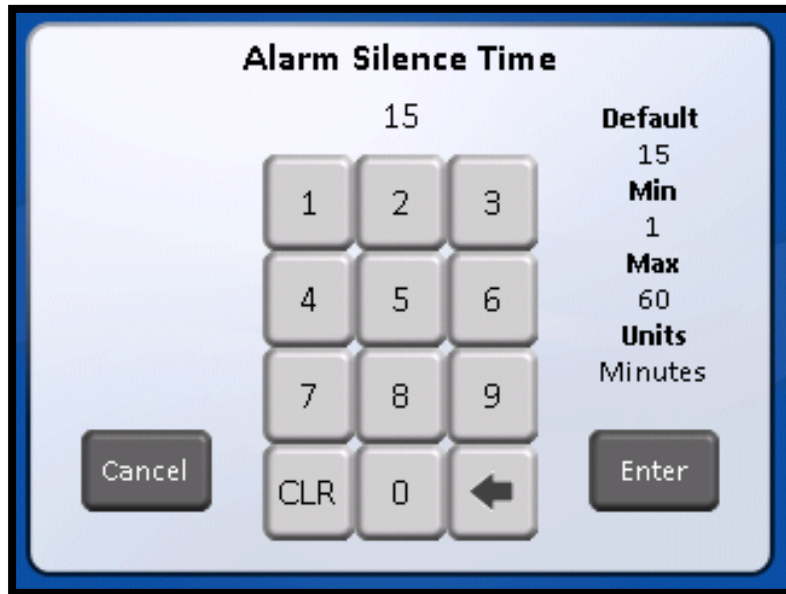 Alarm Silence Time
15
Default
15
Min
1
Max
60
Units
Minutes
1 2 3
4 5 6
7 8 9
CLR 0
Cancel
Enter